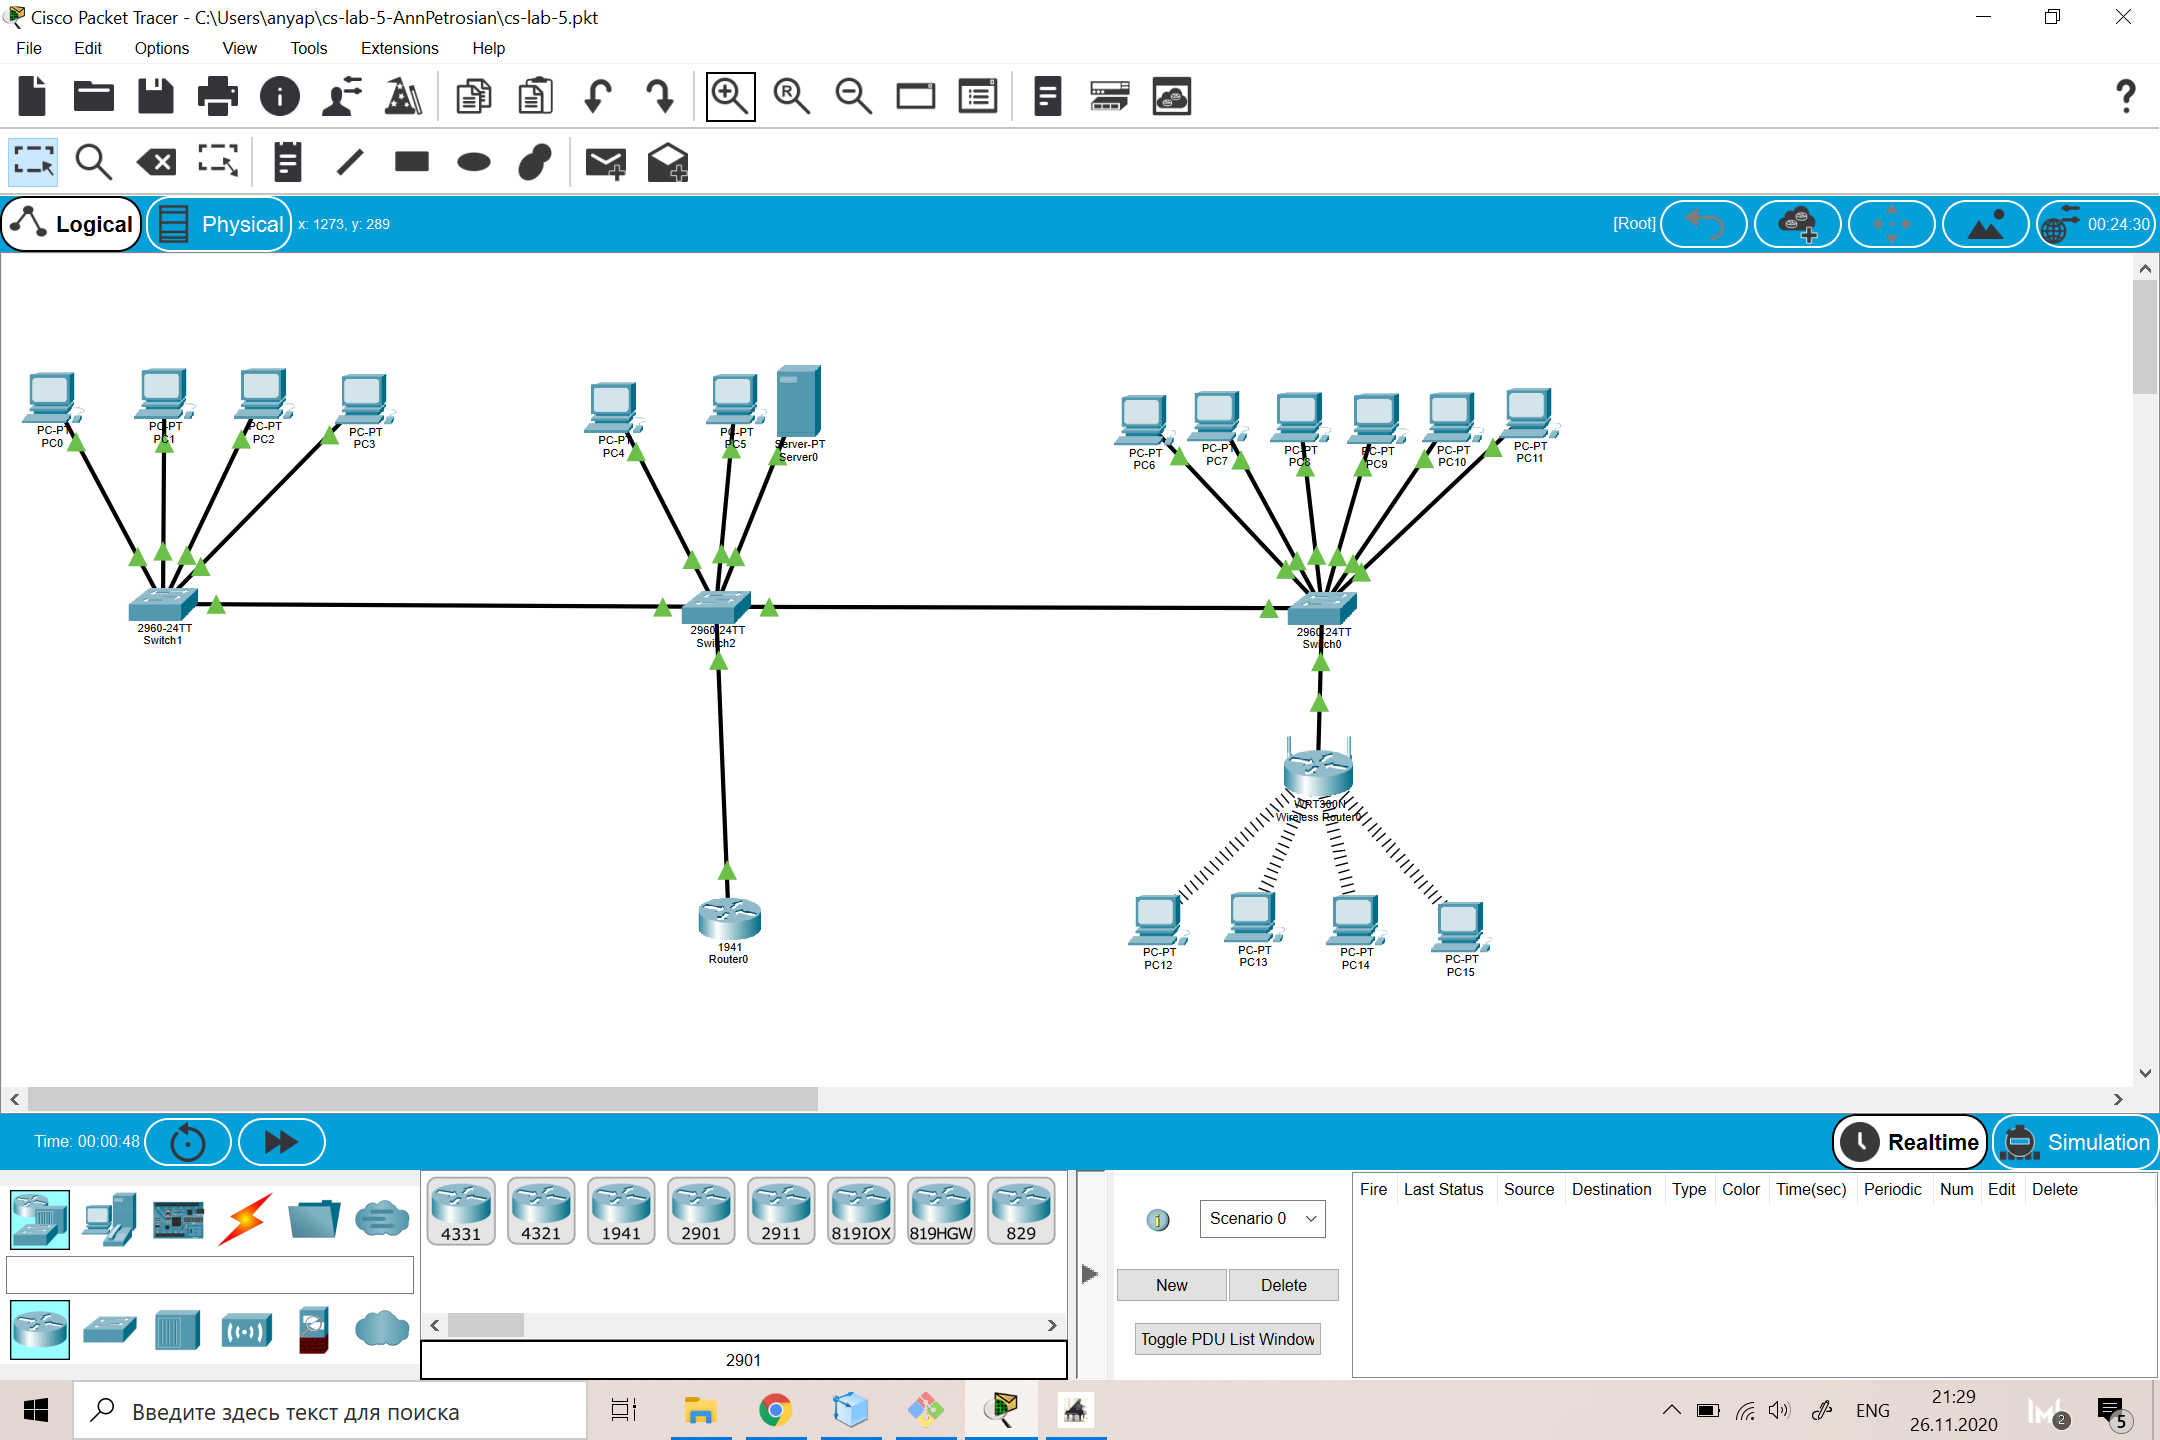 Cisco Packet Tracer - C:\Users\anyap\cs-lab-5-AnnPetrosian\cs-lab-5.pkt
File Edit Options View Tools Extensions Help
Logical Physical x: 1273, y: 289 [Root] 00:24:30
PC-PT
PC0
PC-PT
PC1
PC-PT
PC2
PC-PT
PC3
PC-PT
PC4
PC-PT
PC5
Server-PT
Server0
PC-PT
PC6
PC-PT
PC7
PC-PT
PC8
PC-PT
PC9
PC-PT
PC10
PC-PT
PC11
2960-24TT
Switch1
2960-24TT
Switch2
2960-24TT
Switch0
WRT300N
Wireless Router0
1941
Router0
PC-PT
PC12
PC-PT
PC13
PC-PT
PC14
PC-PT
PC15
Time: 00:00:48 Realtime Simulation
4331 4321 1941 2901 2911 819IOX 819HGW 829
2901
Scenario 0
New Delete
Toggle PDU List Window
Fire Last Status Source Destination Type Color Time(sec) Periodic Num Edit Delete
Введите здесь текст для поиска
ENG
21:29
26.11.2020
2
5